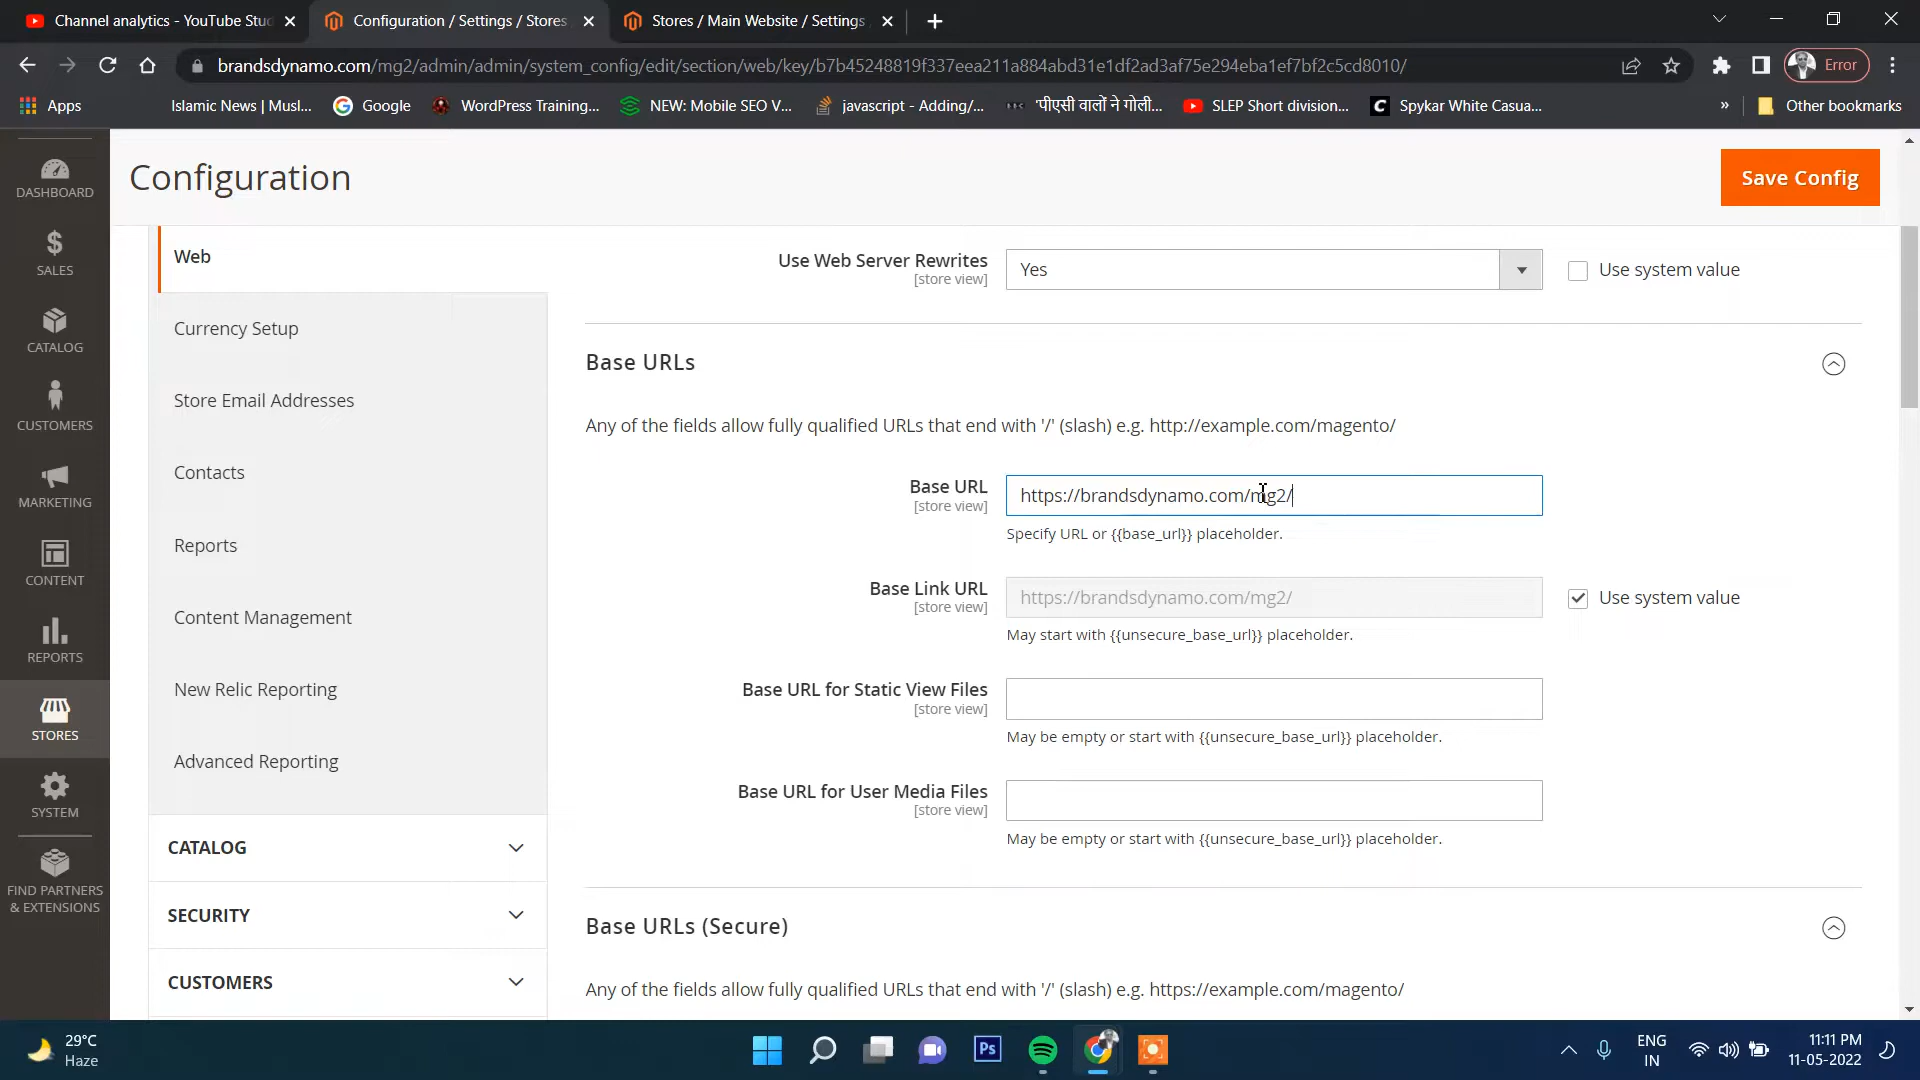 Channel analytics - YouTube Stu
Configuration / Settings / Stores
Stores / Main Website / Settings
brandsdynamo.com/mg2/admin/admin/system_config/edit/section/web/key/b7b45248819f337eea211a884abd31e1df2ad3af75e294eba1ef7bf2c5cd8010/
Error
Apps
Islamic News | Musl...
Google
WordPress Training...
NEW: Mobile SEO V...
javascript - Adding/...
'पीएसी वालों ने गोली...
SLEP Short division...
Spykar White Casua...
»
Other bookmarks
DASHBOARD
SALES
CATALOG
CUSTOMERS
MARKETING
CONTENT
REPORTS
STORES
SYSTEM
FIND PARTNERS
& EXTENSIONS
Configuration
Save Config
Web
Currency Setup
Store Email Addresses
Contacts
Reports
Content Management
New Relic Reporting
Advanced Reporting
CATALOG
SECURITY
CUSTOMERS
Use Web Server Rewrites
[store view]
Yes
Use system value
Base URLs
Any of the fields allow fully qualified URLs that end with '/' (slash) e.g. http://example.com/magento/
Base URL
[store view]
https://brandsdynamo.com/mg2/
Specify URL or {{base_url}} placeholder.
Base Link URL
[store view]
https://brandsdynamo.com/mg2/
Use system value
May start with {{unsecure_base_url}} placeholder.
Base URL for Static View Files
[store view]
May be empty or start with {{unsecure_base_url}} placeholder.
Base URL for User Media Files
[store view]
May be empty or start with {{unsecure_base_url}} placeholder.
Base URLs (Secure)
Any of the fields allow fully qualified URLs that end with '/' (slash) e.g. https://example.com/magento/
29°C
Haze
Ps
ENG
IN
11:11 PM
11-05-2022